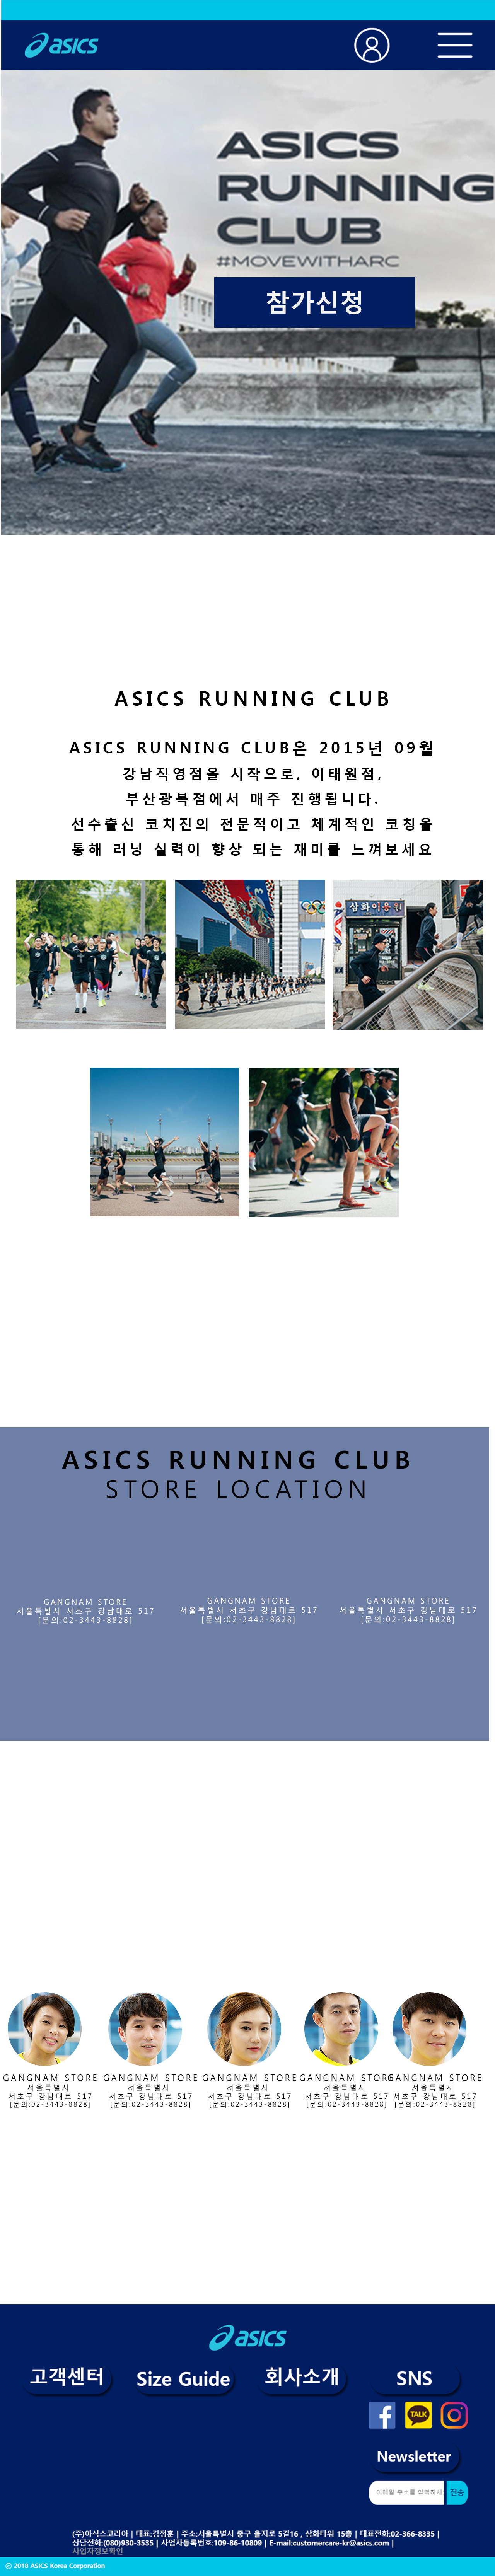 asics
ASICS
RUNNING
CLUB
#MOVEWITHARC
참가신청
ASICS RUNNING CLUB
ASICS RUNNING CLUB은 2015년 09월
강남직영점을 시작으로, 이태원점,
부산광복점에서 매주 진행됩니다.
선수출신 코치진의 전문적이고 체계적인 코칭을
통해 러닝 실력이 향상 되는 재미를 느껴보세요
삼화이용원
ASICS RUNNING CLUB
STORE LOCATION
GANGNAM STORE
서울특별시 서초구 강남대로 517
[문의:02-3443-8828]
GANGNAM STORE
서울특별시 서초구 강남대로 517
[문의:02-3443-8828]
GANGNAM STORE
서울특별시 서초구 강남대로 517
[문의:02-3443-8828]
GANGNAM STORE
서울특별시
서초구 강남대로 517
[문의:02-3443-8828]
GANGNAM STORE
서울특별시
서초구 강남대로 517
[문의:02-3443-8828]
GANGNAM STORE
서울특별시
서초구 강남대로 517
[문의:02-3443-8828]
GANGNAM STORE
서울특별시
서초구 강남대로 517
[문의:02-3443-8828]
GANGNAM STORE
서울특별시
서초구 강남대로 517
[문의:02-3443-8828]
asics
고객센터 Size Guide 회사소개 SNS
TALK
Newsletter
이메일 주소를 입력하세 전송
(주)아식스코리아 | 대표:김정훈 | 주소:서울특별시 중구 을지로 5길16 , 삼화타워 15층 | 대표전화:02-366-8335 |
상담전화:(080)930-3535 | 사업자등록번호:109-86-10809 | E-mail:customercare-kr@asics.com |
사업자정보확인
ⓒ 2018 ASICS Korea Corporation